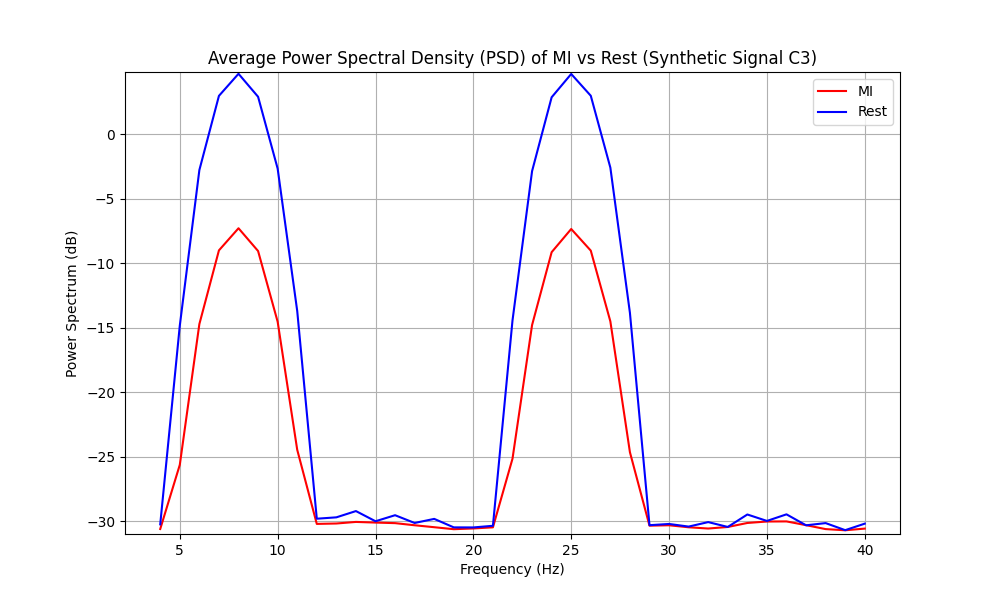 Average Power Spectral Density (PSD) of MI vs Rest (Synthetic Signal C3)
MI
Rest
Power Spectrum (dB)
0
−5
−10
−15
−20
−25
−30
5 10 15 20 25 30 35 40
Frequency (Hz)